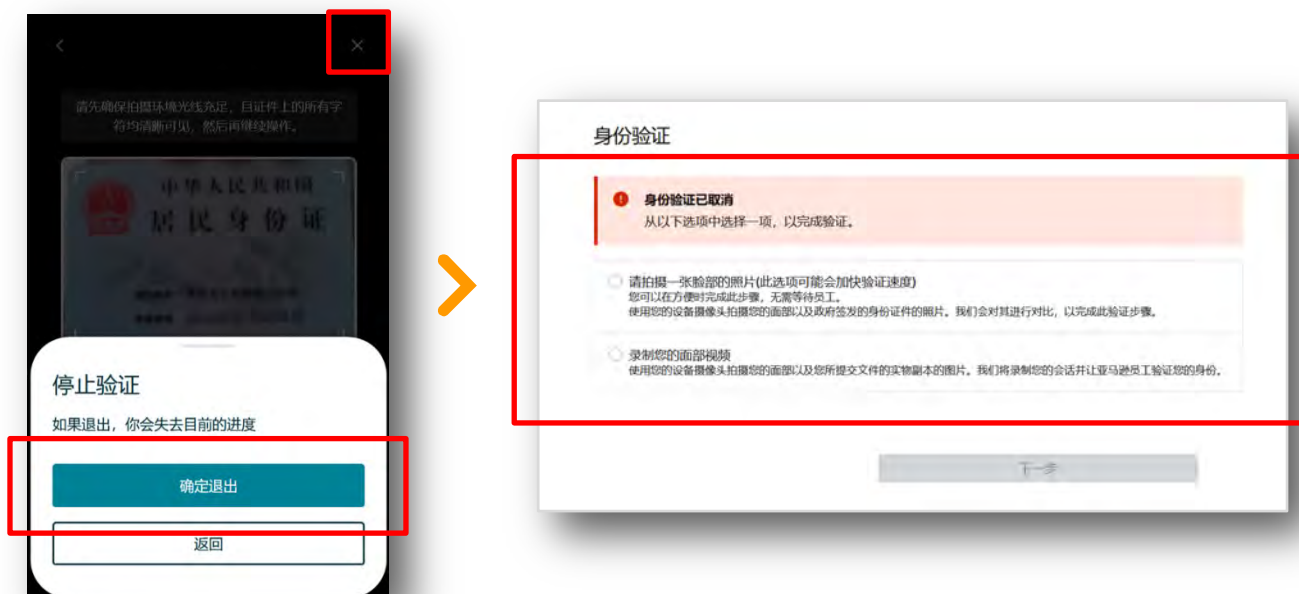 请先确保拍摄环境光线充足，且证件上的所有字
符均清晰可见，然后再继续操作。
中华人民共和国
居民身份证
停止验证
如果退出，你会失去目前的进度
确定退出
返回
身份验证
身份验证已取消
从以下选项中选择一项，以完成验证。
请拍摄一张脸部的照片(此选项可能会加快验证速度)
您可以在方便时完成此步骤，无需等待员工。
使用您的设备摄像头拍摄您的面部以及政府签发的身份证件的照片。我们会对其进行对比，以完成此验证步骤。
录制您的面部视频
使用您的设备摄像头拍摄您的面部以及您所提交文件的实物副本的图片。我们将录制您的会话并让亚马逊员工验证您的身份。
下一步